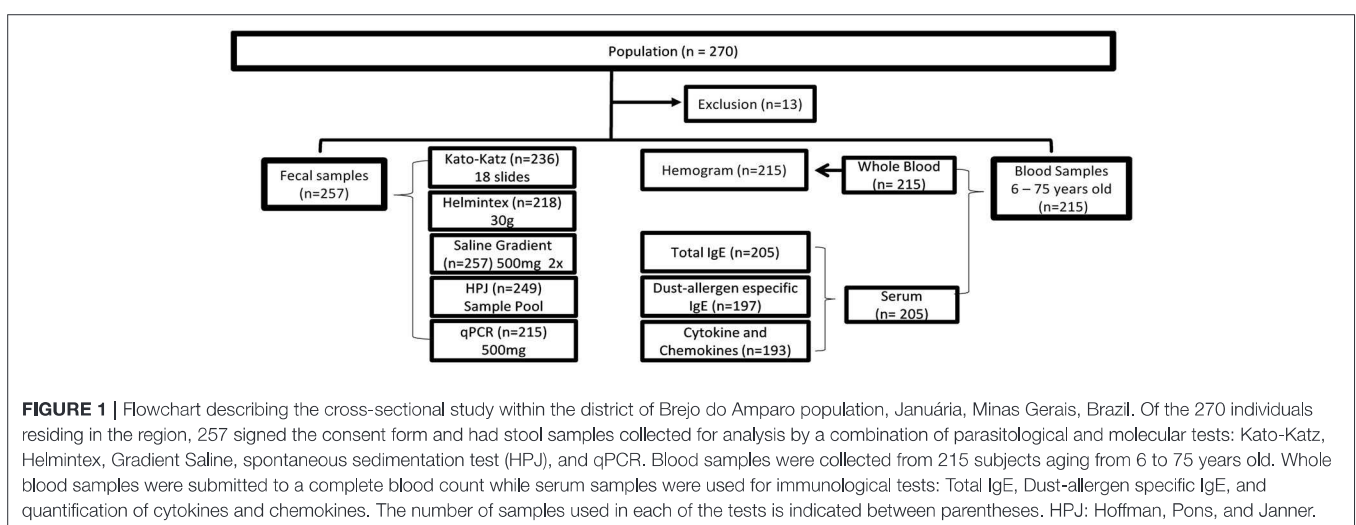 Population (n = 270)
Exclusion (n=13)
Fecal samples
(n=257)
Kato-Katz (n=236)
18 slides
Helmintex (n=218)
30g
Saline Gradient
(n=257) 500mg 2x
HPJ (n=249)
Sample Pool
qPCR (n=215)
500mg
Hemogram (n=215)
Whole Blood
(n= 215)
Blood Samples
6 – 75 years old
(n=215)
Total IgE (n=205)
Dust-allergen especific
IgE (n=197)
Cytokine and
Chemokines (n=193)
Serum
(n= 205)
FIGURE 1 | Flowchart describing the cross-sectional study within the district of Brejo do Amparo population, Januária, Minas Gerais, Brazil. Of the 270 individuals
residing in the region, 257 signed the consent form and had stool samples collected for analysis by a combination of parasitological and molecular tests: Kato-Katz,
Helmintex, Gradient Saline, spontaneous sedimentation test (HPJ), and qPCR. Blood samples were collected from 215 subjects aging from 6 to 75 years old. Whole
blood samples were submitted to a complete blood count while serum samples were used for immunological tests: Total IgE, Dust-allergen specific IgE, and
quantification of cytokines and chemokines. The number of samples used in each of the tests is indicated between parentheses. HPJ: Hoffman, Pons, and Janner.